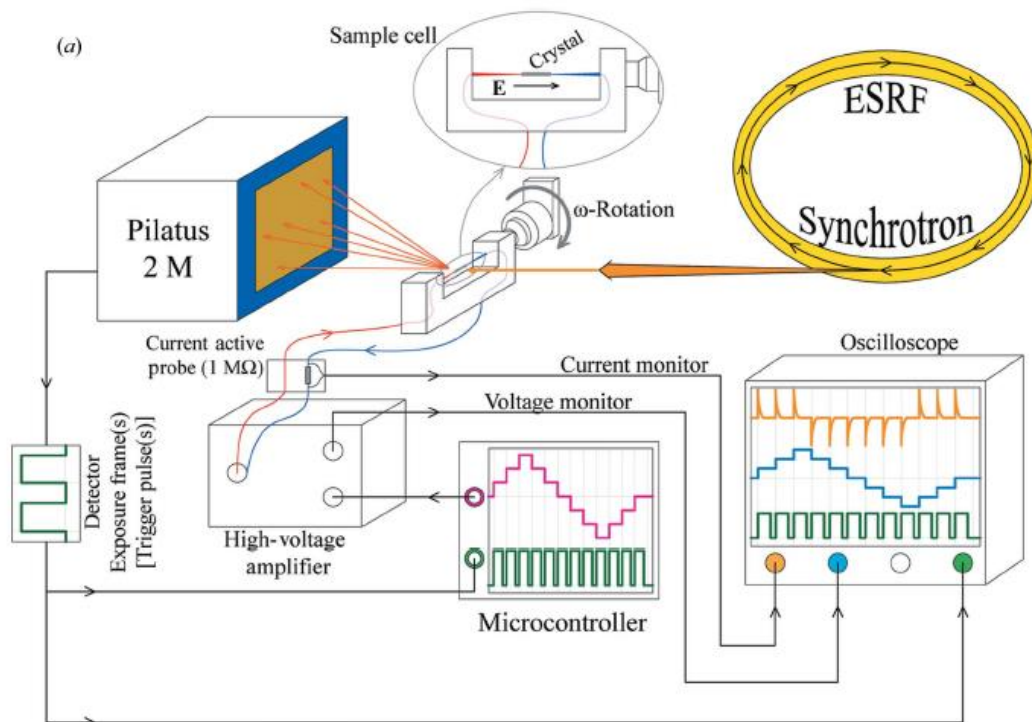 (a)
Sample cell
Crystal
E
ESRF
Synchrotron
ω-Rotation
Pilatus
2 M
Current active
probe (1 MΩ)
Current monitor
Voltage monitor
Oscilloscope
Detector
Exposure frame(s)
[Trigger pulse(s)]
High-voltage
amplifier
Microcontroller